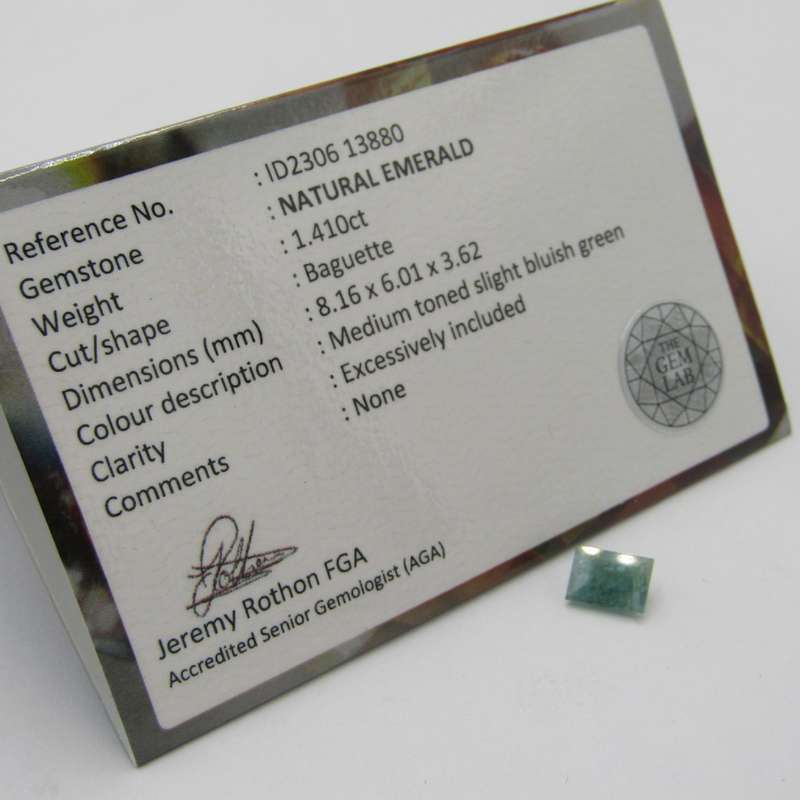 Reference No. : ID2306 13880
Gemstone : NATURAL EMERALD
Weight : 1.410ct
Cut/shape : Baguette
Dimensions (mm) : 8.16 x 6.01 x 3.62
Colour description : Medium toned slight bluish green
Clarity : Excessively included
Comments : None
THE
GEM
LAB
Jeremy Rothon FGA
Accredited Senior Gemologist (AGA)